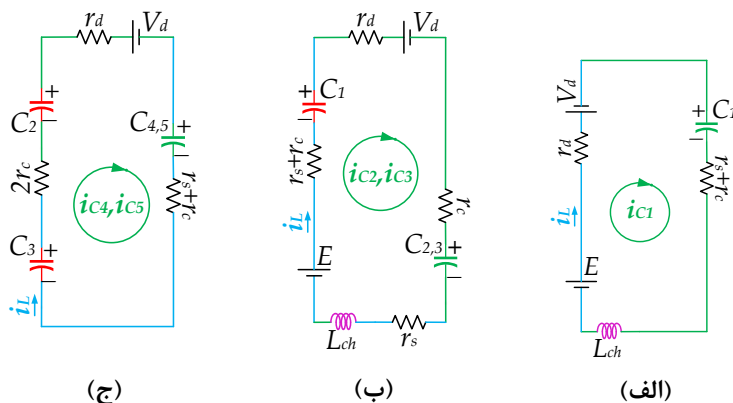 r_d V_d
C_2
C_4,5
2r_c
i_C4,i_C5
r_s+r_c
C_3
i_L
(ج)
r_d V_d
C_1
r_s+r_c
i_C2,i_C3
i_L
r_c
E
C_2,3
L_ch
r_s
(ب)
V_d
C_1
r_d
r_s+r_c
i_L
i_C1
E
L_ch
(الف)